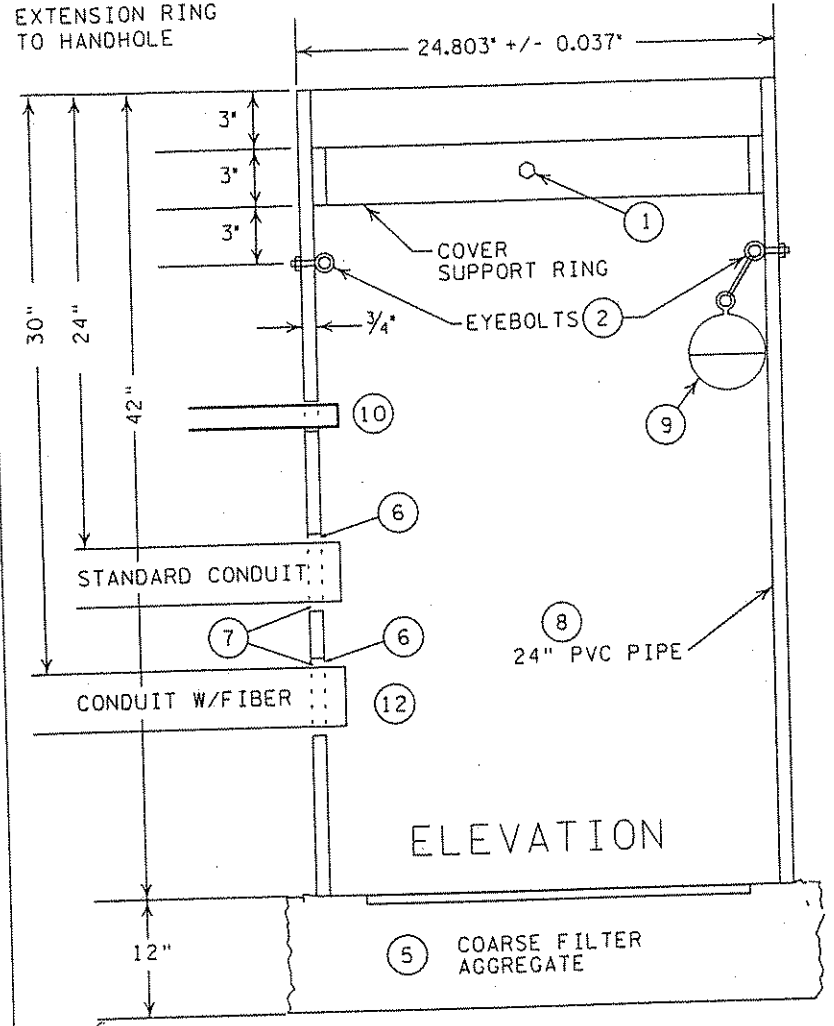 EXTENSION RING
TO HANDHOLE
24.803" +/- 0.037"
3"
3"
1
3"
COVER
SUPPORT RING
30"
24"
42"
3/4"
EYEBOLTS 2
9
10
6
STANDARD CONDUIT
7
6
8
24" PVC PIPE
CONDUIT W/FIBER
12
ELEVATION
12"
5
COARSE FILTER
AGGREGATE